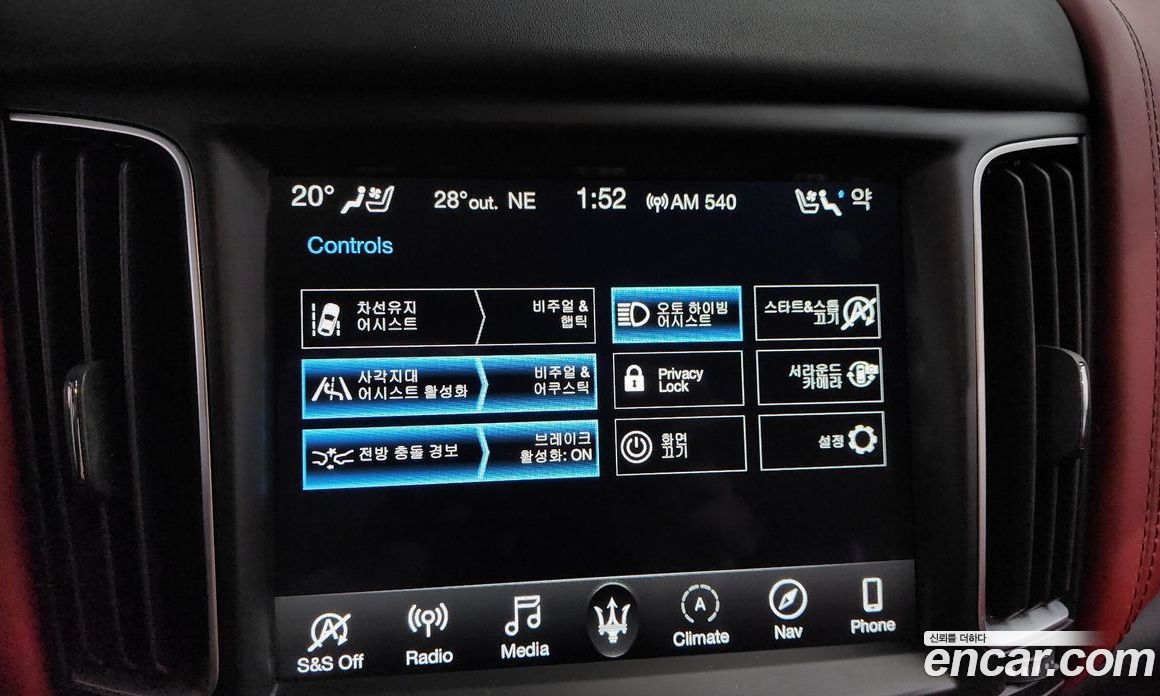 20° 28° out. NE 1:52 AM 540 약
Controls
차선유지
어시스트
비주얼 &
햅틱
오토 하이빔
어시스트
스타트&스톱
끄기
사각지대
어시스트 활성화
비주얼 &
어쿠스틱
Privacy
Lock
서라운드
카메라
전방 충돌 경보
브레이크
활성화: ON
화면
끄기
설정
S&S Off
Radio
Media
A
Climate
Nav
Phone
신뢰를 더하다
encar.com